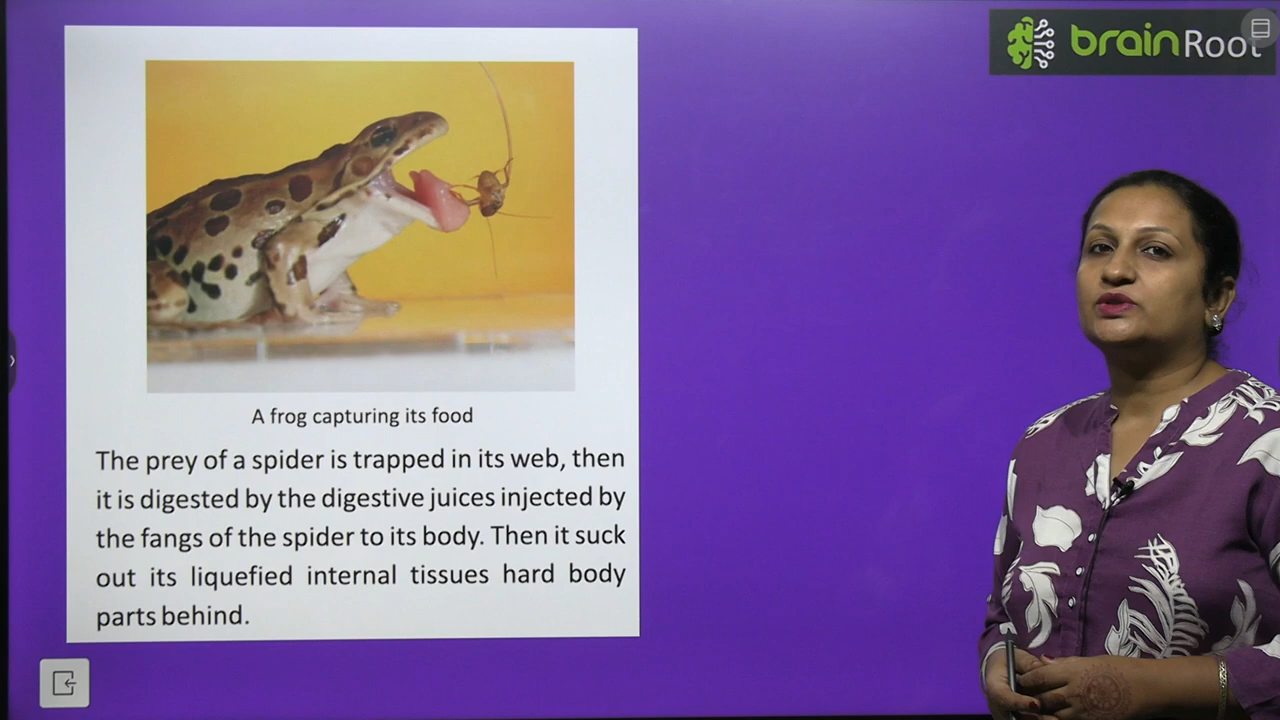 brainRoot
A frog capturing its food
The prey of a spider is trapped in its web, then
it is digested by the digestive juices injected by
the fangs of the spider to its body. Then it suck
out its liquefied internal tissues hard body
parts behind.